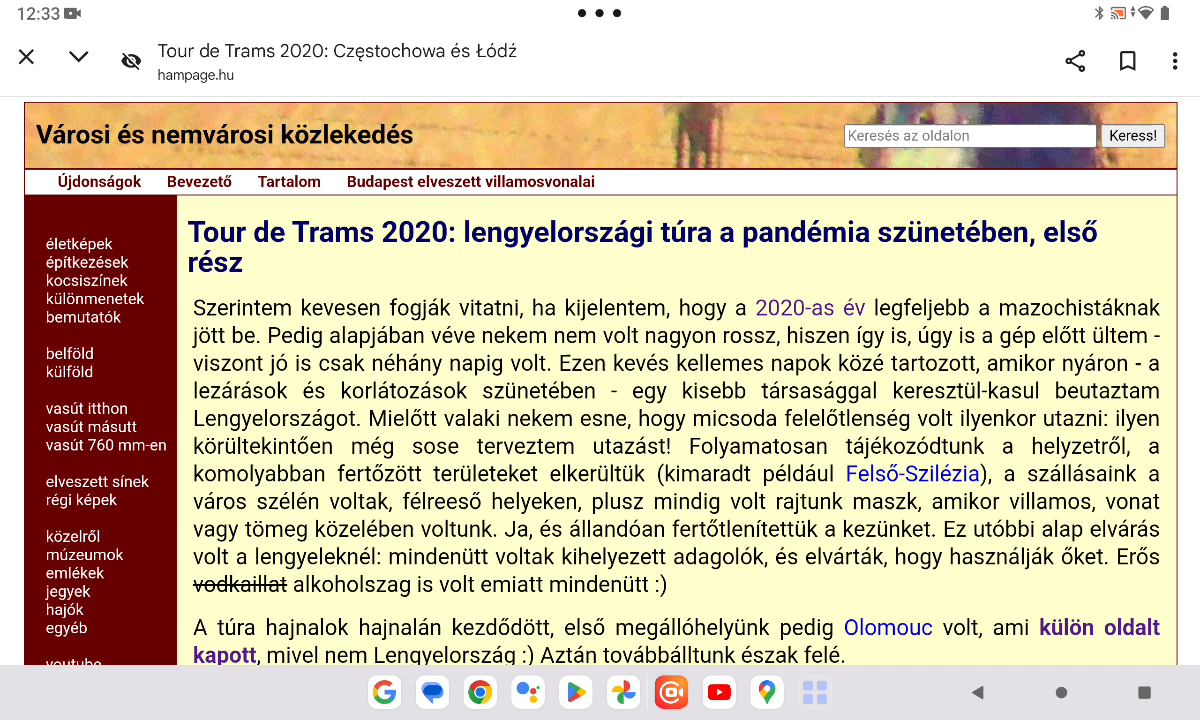 12:33
Tour de Trams 2020: Częstochowa és Łódź
hampage.hu
Városi és nemvárosi közlekedés
Keresés az oldalon
Keress!
Újdonságok Bevezető Tartalom Budapest elveszett villamosvonalai
életképek
építkezések
kocsiszínek
különmenetek
bemutatók
belföld
külföld
vasút itthon
vasút másutt
vasút 760 mm-en
elveszett sínek
régi képek
közelről
múzeumok
emlékek
jegyek
hajók
egyéb
youtube
Tour de Trams 2020: lengyelországi túra a pandémia szünetében, első
rész
Szerintem kevesen fogják vitatni, ha kijelentem, hogy a 2020-as év legfeljebb a mazochistáknak
jött be. Pedig alapjában véve nekem nem volt nagyon rossz, hiszen így is, úgy is a gép előtt ültem -
viszont jó is csak néhány napig volt. Ezen kevés kellemes napok közé tartozott, amikor nyáron - a
lezárások és korlátozások szünetében - egy kisebb társasággal keresztül-kasul beutaztam
Lengyelországot. Mielőtt valaki nekem esne, hogy micsoda felelőtlenség volt ilyenkor utazni: ilyen
körültekintően még sose terveztem utazást! Folyamatosan tájékozódtunk a helyzetről, a
komolyabban fertőzött területeket elkerültük (kimaradt például Felső-Szilézia), a szállásaink a
város szélén voltak, félreeső helyeken, plusz mindig volt rajtunk maszk, amikor villamos, vonat
vagy tömeg közelében voltunk. Ja, és állandóan fertőtlenítettük a kezünket. Ez utóbbi alap elvárás
volt a lengyeleknél: mindenütt voltak kihelyezett adagolók, és elvárták, hogy használják őket. Erős
vodkaillat alkoholszag is volt emiatt mindenütt :)
A túra hajnalok hajnalán kezdődött, első megállóhelyünk pedig Olomouc volt, ami külön oldalt
kapott, mivel nem Lengyelország :) Aztán továbbálltunk észak felé.